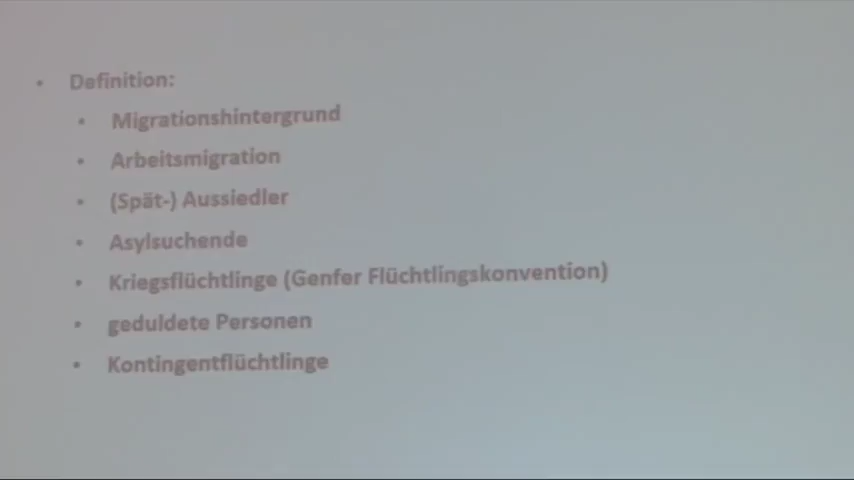 • Definition:
• Migrationshintergrund
• Arbeitsmigration
• (Spät-) Aussiedler
• Asylsuchende
• Kriegsflüchtlinge (Genfer Flüchtlingskonvention)
• geduldete Personen
• Kontingentflüchtlinge